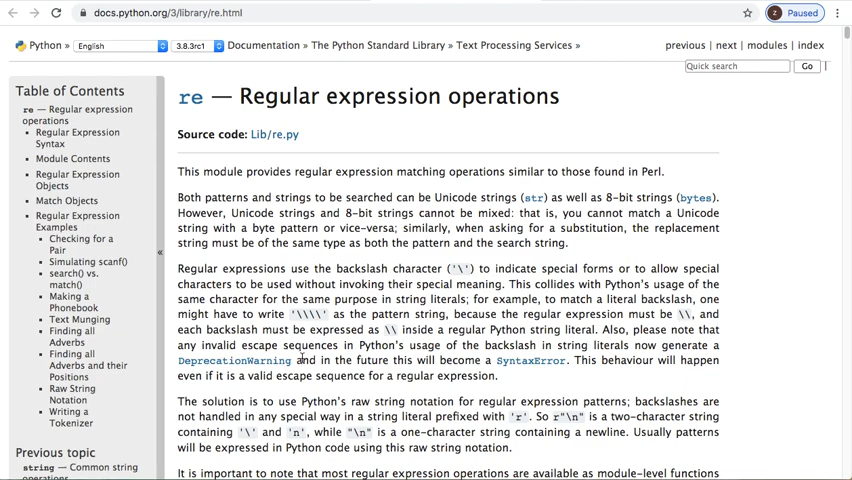 docs.python.org/3/library/re.html
Z Paused
Python » English 3.8.3rc1 Documentation » The Python Standard Library » Text Processing Services » previous | next | modules | index
Quick search Go |
Table of Contents
re — Regular expression
operations
Regular Expression
Syntax
Module Contents
Regular Expression
Objects
Match Objects
Regular Expression
Examples
Checking for a
Pair
Simulating scanf()
search() vs.
match()
Making a
Phonebook
Text Munging
Finding all
Adverbs
Finding all
Adverbs and their
Positions
Raw String
Notation
Writing a
Tokenizer
Previous topic
string — Common string
operations
«
re — Regular expression operations
Source code: Lib/re.py
This module provides regular expression matching operations similar to those found in Perl.
Both patterns and strings to be searched can be Unicode strings (str) as well as 8-bit strings (bytes).
However, Unicode strings and 8-bit strings cannot be mixed: that is, you cannot match a Unicode
string with a byte pattern or vice-versa; similarly, when asking for a substitution, the replacement
string must be of the same type as both the pattern and the search string.
Regular expressions use the backslash character ('\') to indicate special forms or to allow special
characters to be used without invoking their special meaning. This collides with Python's usage of the
same character for the same purpose in string literals; for example, to match a literal backslash, one
might have to write '\\\\' as the pattern string, because the regular expression must be \\, and
each backslash must be expressed as \\ inside a regular Python string literal. Also, please note that
any invalid escape sequences in Python's usage of the backslash in string literals now generate a
DeprecationWarning and in the future this will become a SyntaxError. This behaviour will happen
even if it is a valid escape sequence for a regular expression.
The solution is to use Python's raw string notation for regular expression patterns; backslashes are
not handled in any special way in a string literal prefixed with 'r'. So r"\n" is a two-character string
containing '\' and 'n', while "\n" is a one-character string containing a newline. Usually patterns
will be expressed in Python code using this raw string notation.
It is important to note that most regular expression operations are available as module-level functions